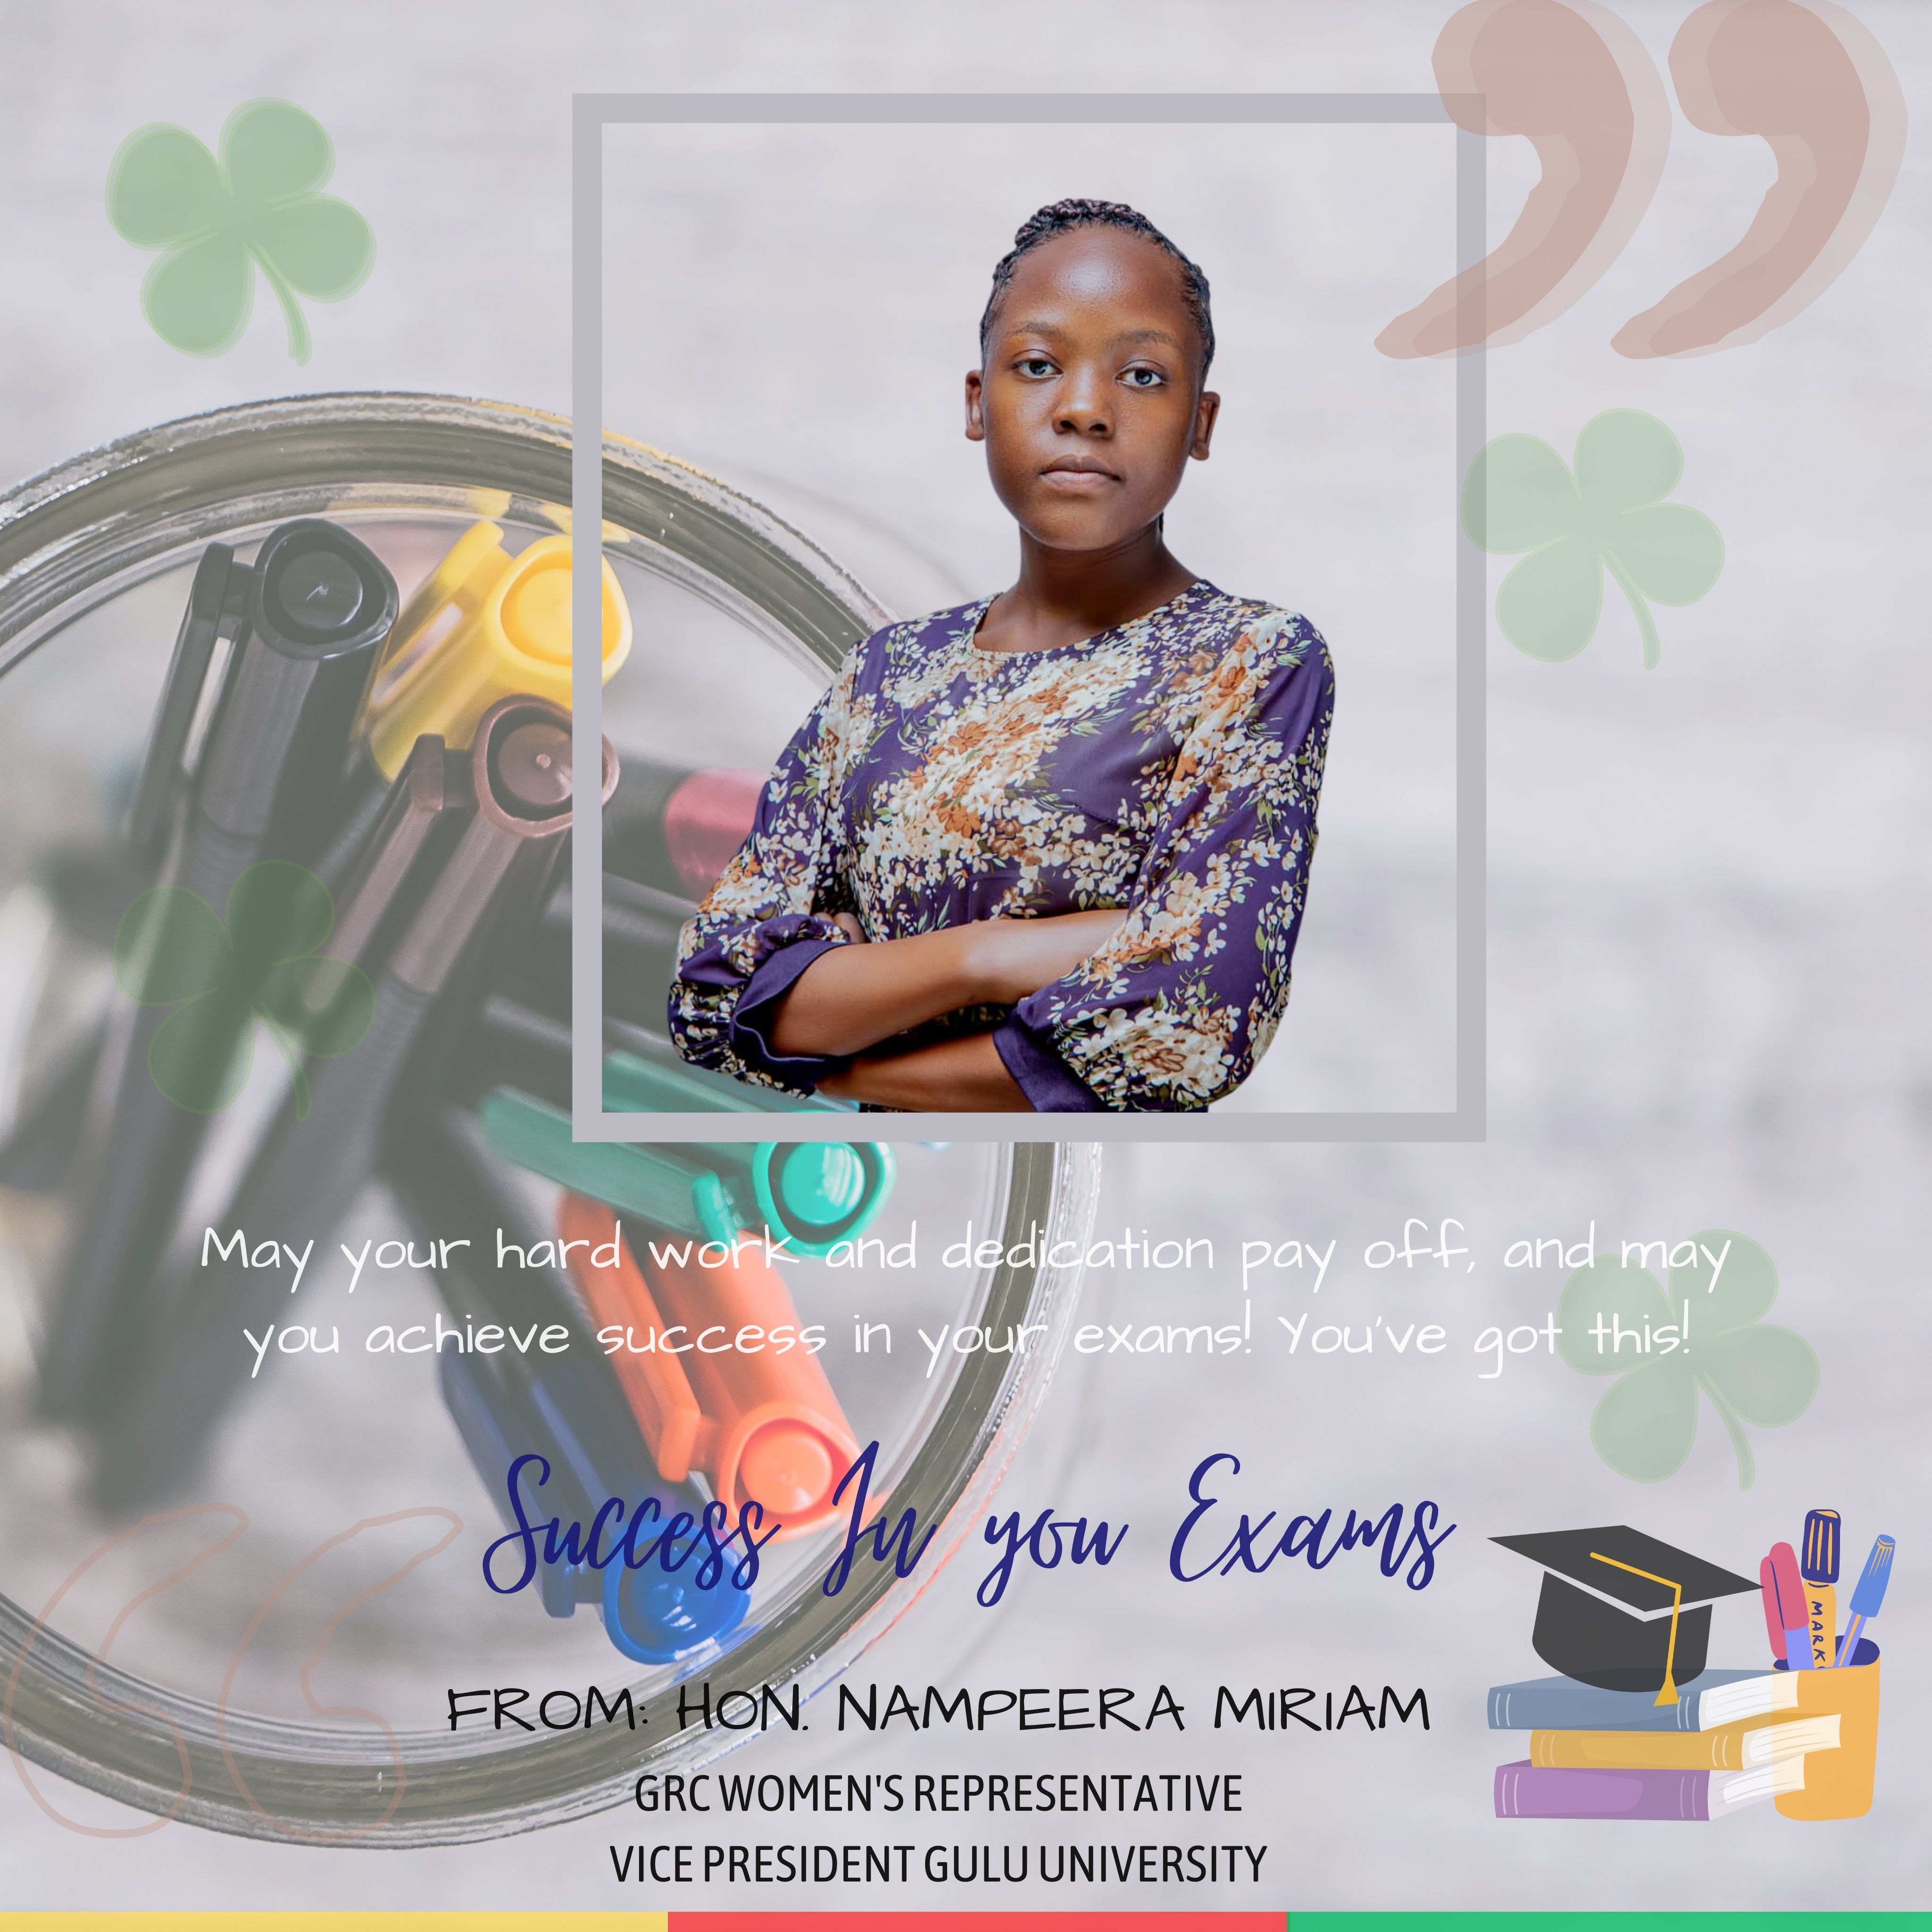 May your hard work and dedication pay off, and may
you achieve success in your exams! You've got this!
Success In you Exams
MARK
FROM: HON. NAMPEERA MIRIAM
GRC WOMEN'S REPRESENTATIVE
VICE PRESIDENT GULU UNIVERSITY